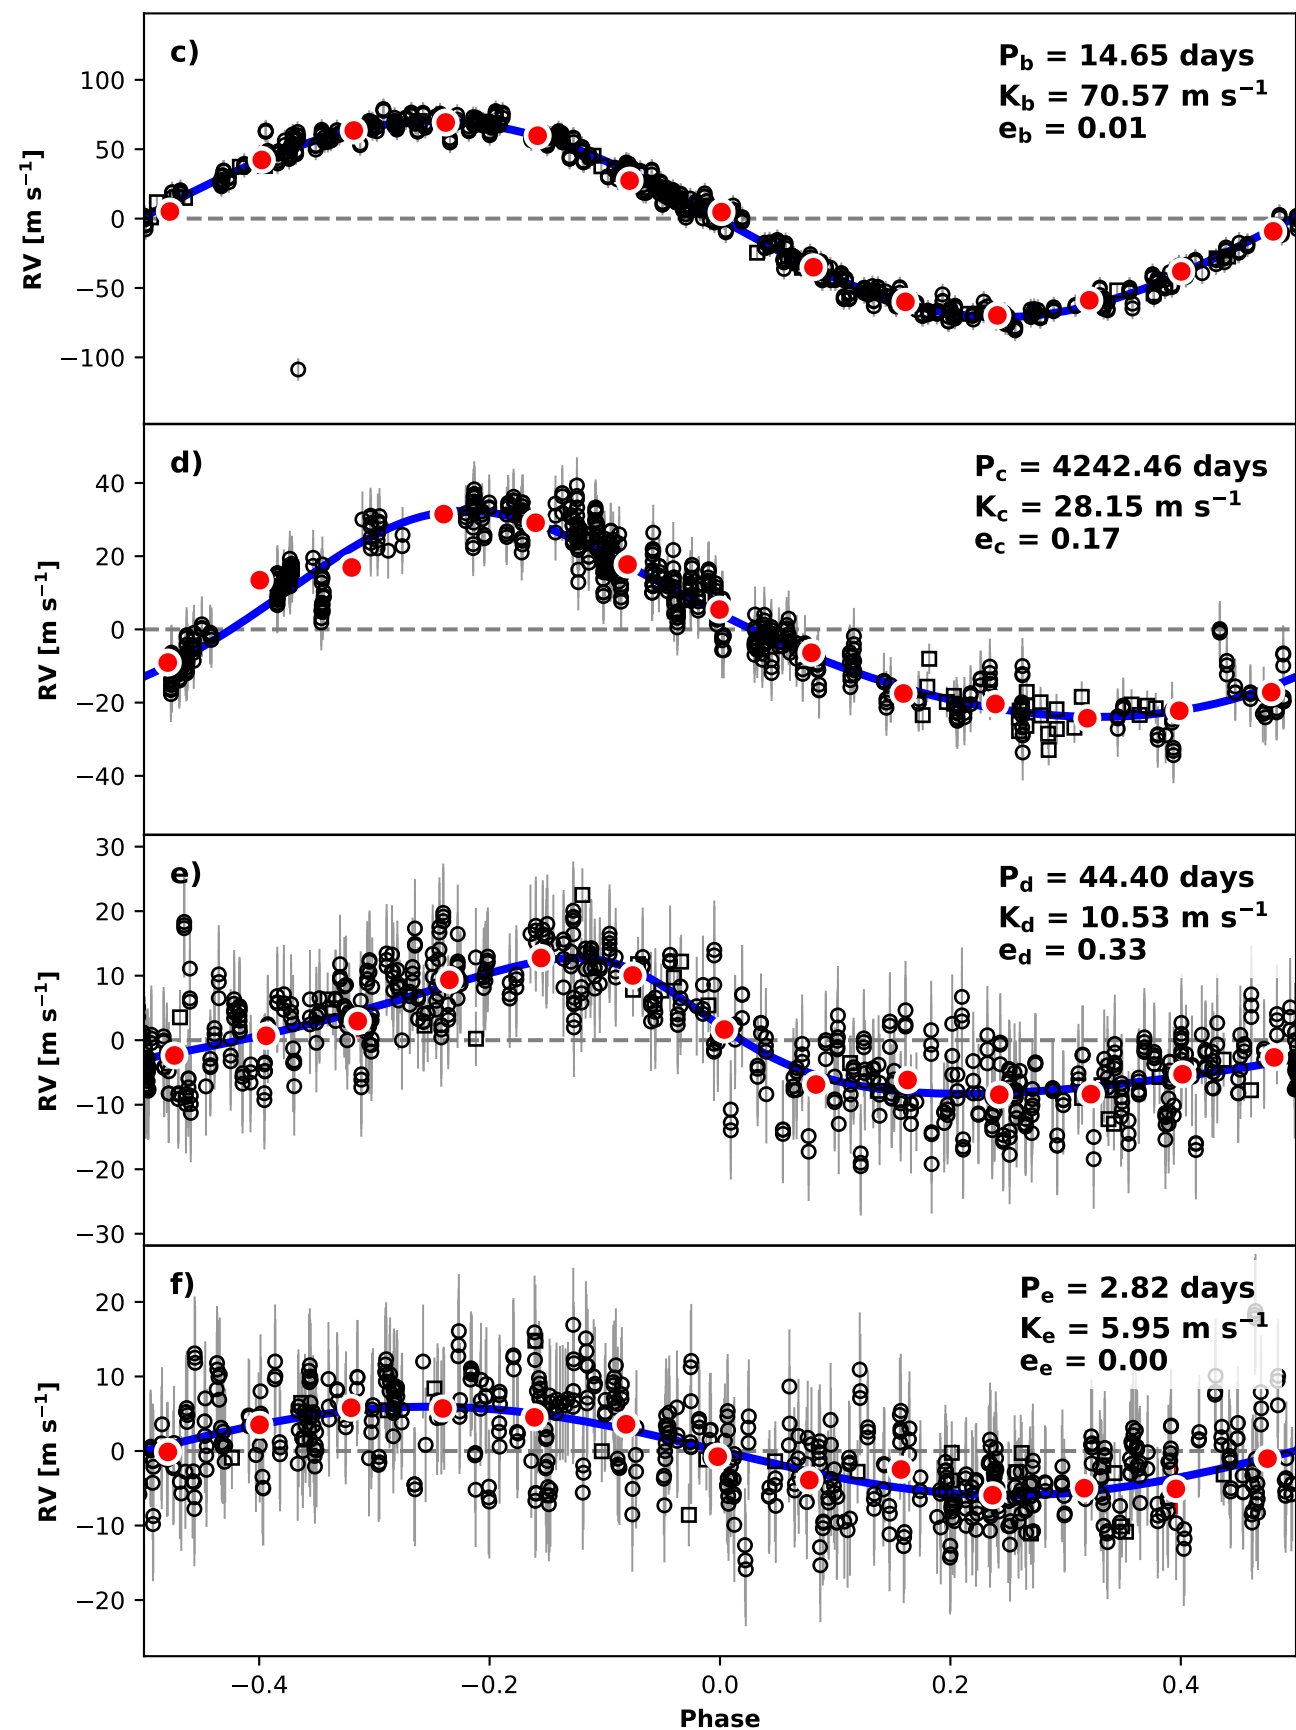 c)
P_b = 14.65 days
K_b = 70.57 m s⁻¹
e_b = 0.01
100
50
0
−50
−100
RV [m s⁻¹]
d)
P_c = 4242.46 days
K_c = 28.15 m s⁻¹
e_c = 0.17
40
20
0
−20
−40
RV [m s⁻¹]
e)
P_d = 44.40 days
K_d = 10.53 m s⁻¹
e_d = 0.33
30
20
10
0
−10
−20
−30
RV [m s⁻¹]
f)
P_e = 2.82 days
K_e = 5.95 m s⁻¹
e_e = 0.00
20
10
0
−10
−20
RV [m s⁻¹]
−0.4 −0.2 0.0 0.2 0.4
Phase